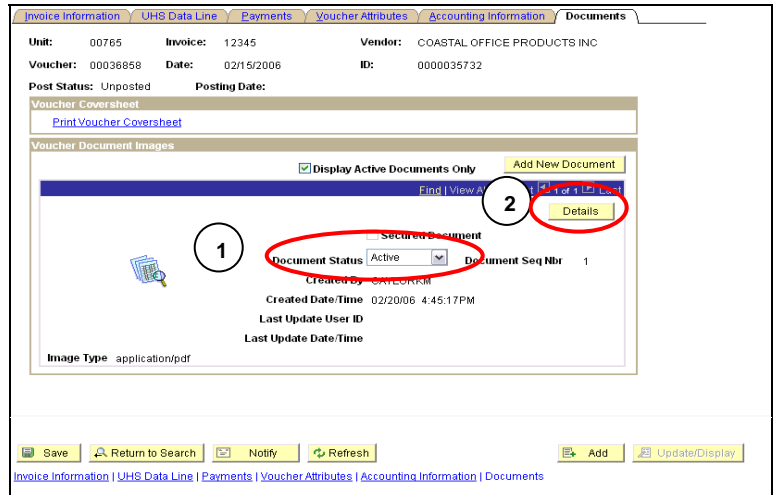 Invoice Information UHS Data Line Payments Voucher Attributes Accounting Information Documents
Unit: 00765 Invoice: 12345 Vendor: COASTAL OFFICE PRODUCTS INC
Voucher: 00036858 Date: 02/15/2006 ID: 0000035732
Post Status: Unposted Posting Date:
Voucher Coversheet
Print Voucher Coversheet
Voucher Document Images
Display Active Documents Only Add New Document
Find | View 1 of 1 Last
2 Details
Secured Document
1 Document Status Active Document Seq Nbr 1
Created By
Created Date/Time 02/20/06 4:45:17PM
Last Update User ID
Last Update Date/Time
Image Type application/pdf
Save Return to Search Notify Refresh Add Update/Display
Invoice Information | UHS Data Line | Payments | Voucher Attributes | Accounting Information | Documents